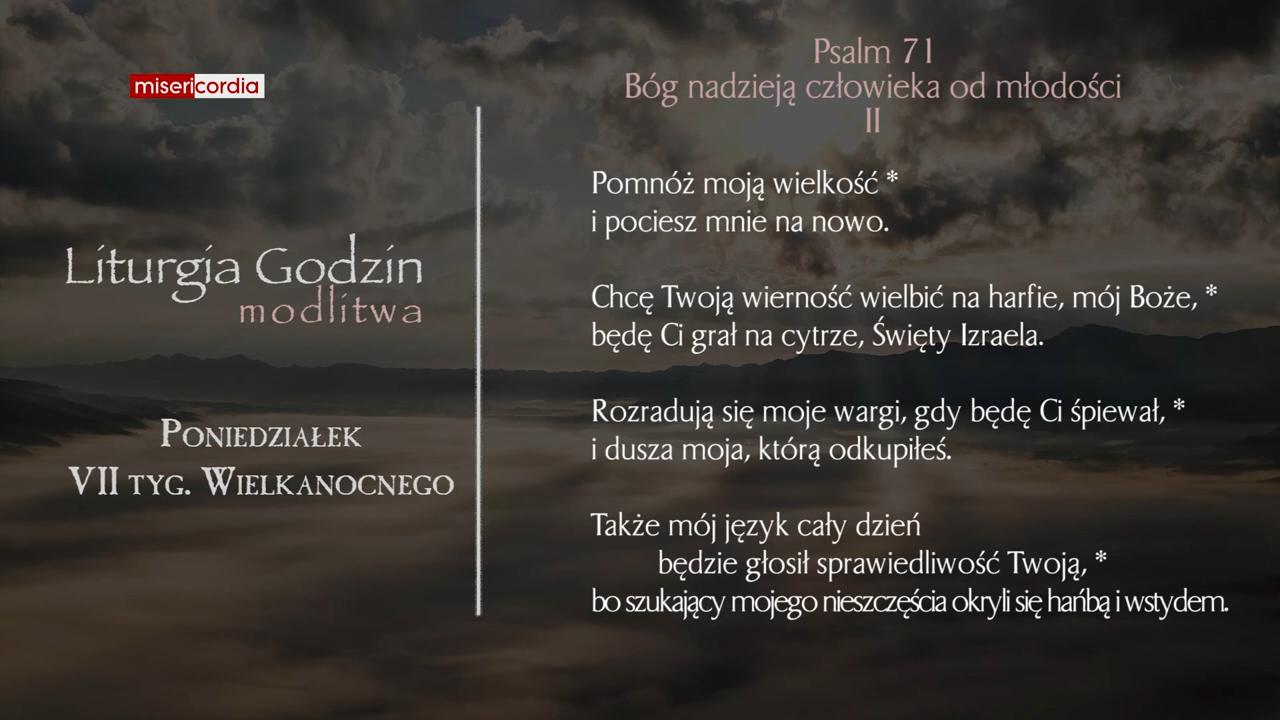 misericordia
Liturgia Godzin
modlitwa
Poniedziałek
VII tyg. Wielkanocnego
Psalm 71
Bóg nadzieją człowieka od młodości
II
Pomnóż moją wielkość *
i pociesz mnie na nowo.
Chcę Twoją wierność wielbić na harfie, mój Boże, *
będę Ci grał na cytrze, Święty Izraela.
Rozradują się moje wargi, gdy będę Ci śpiewał, *
i dusza moja, którą odkupiłeś.
Także mój język cały dzień
będzie głosił sprawiedliwość Twoją, *
bo szukający mojego nieszczęścia okryli się hańbą i wstydem.